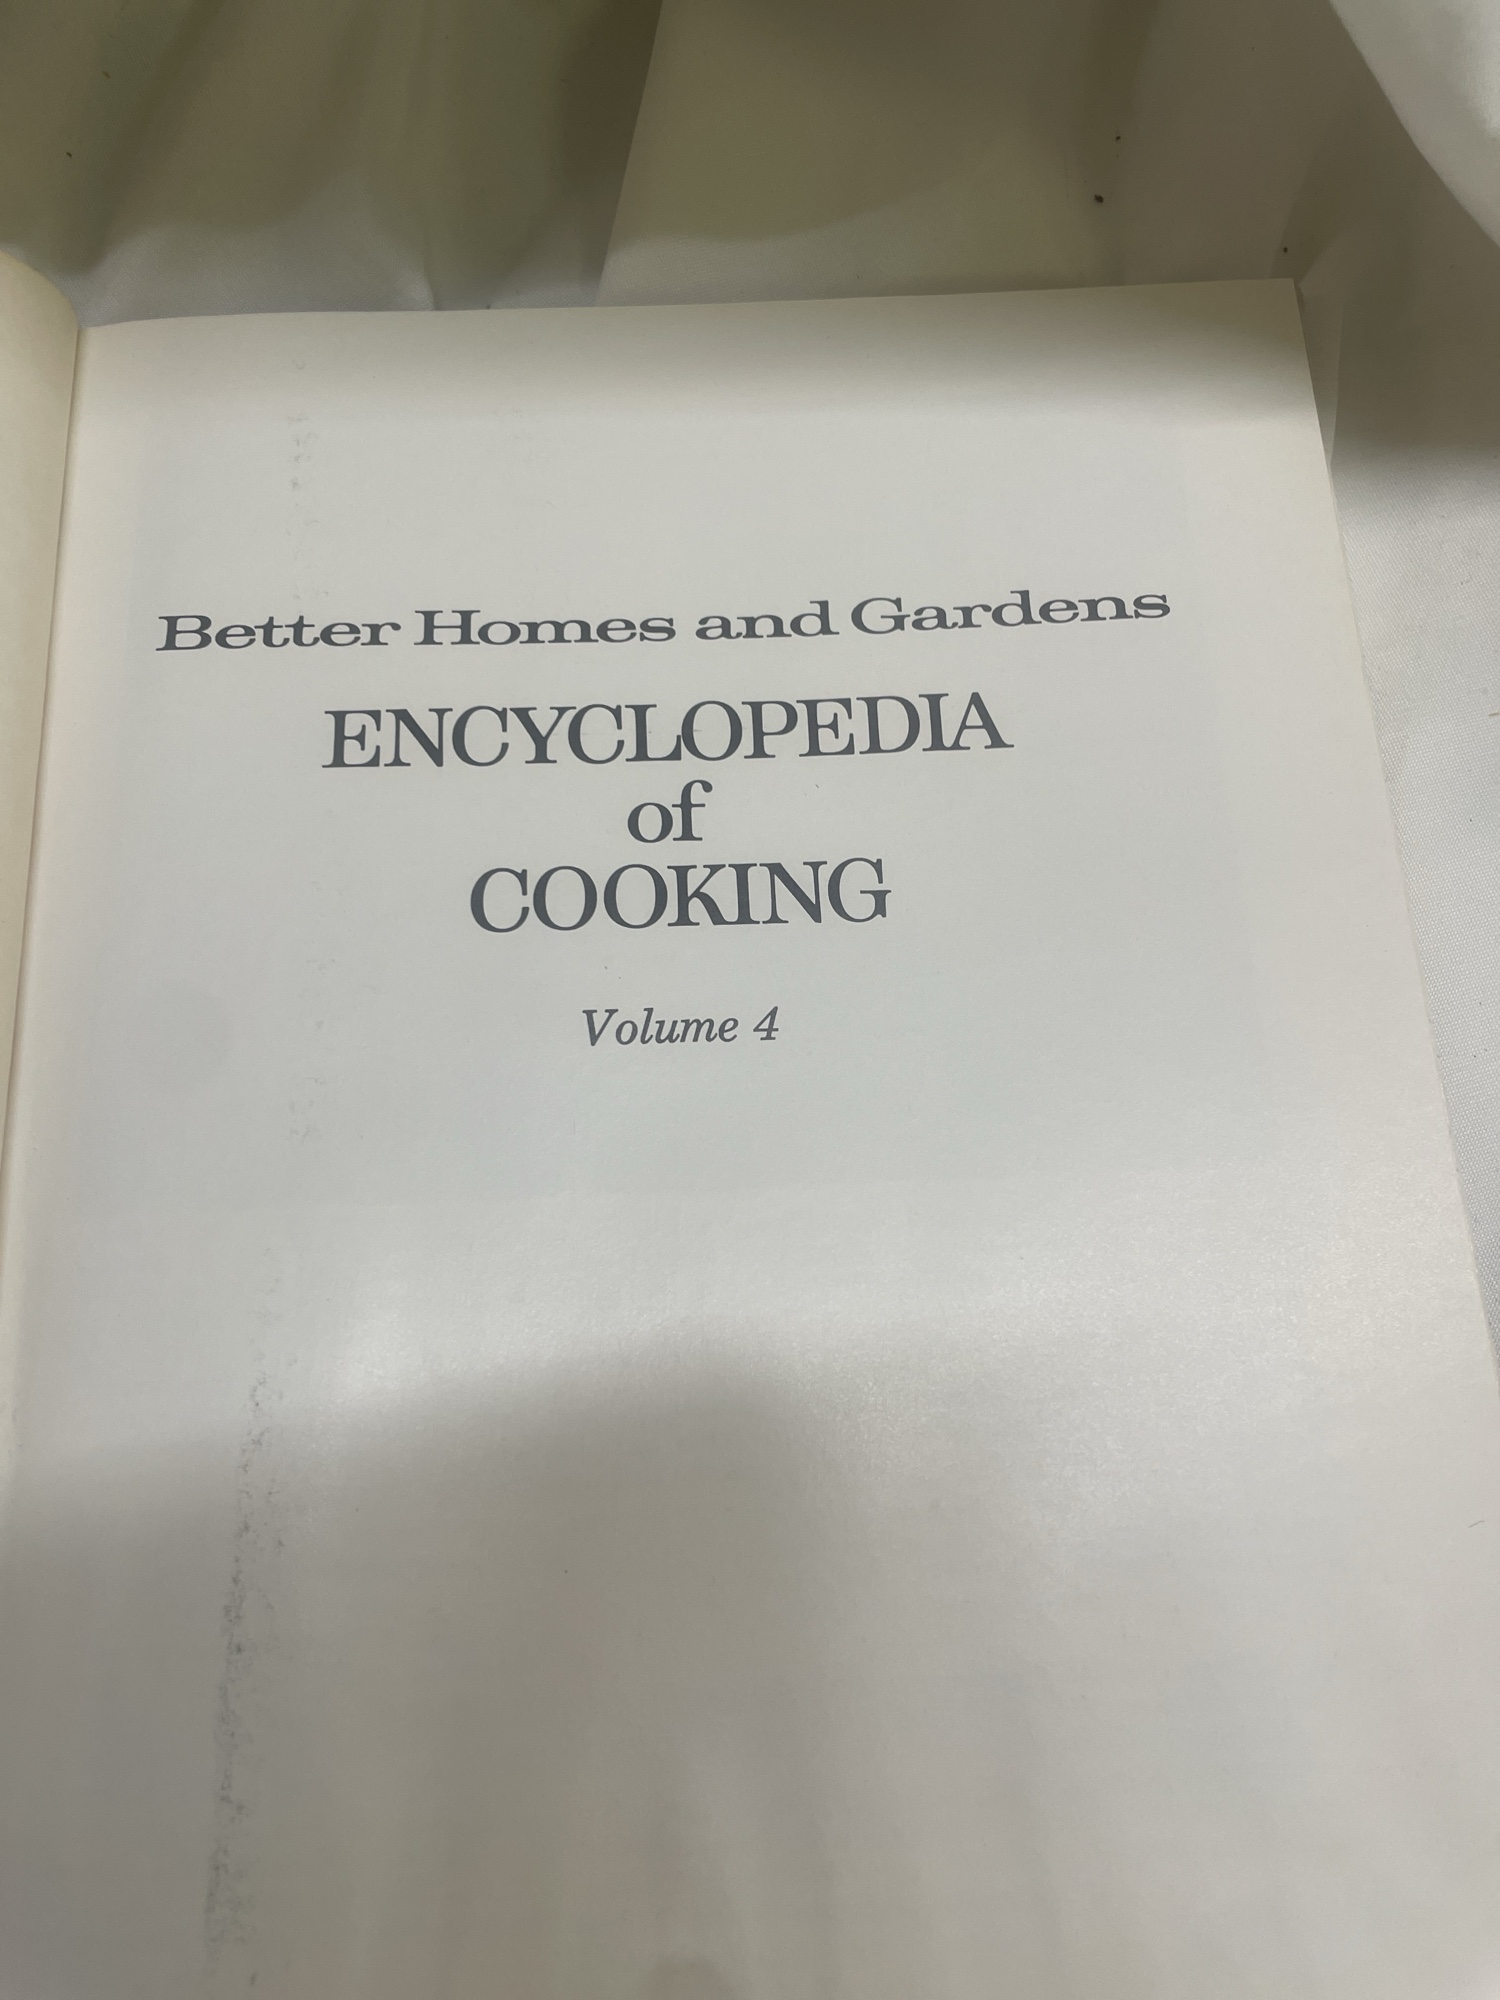 Better Homes and Gardens
ENCYCLOPEDIA
of
COOKING
Volume 4